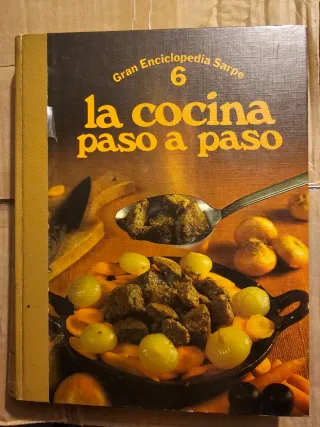 Gran Enciclopedia Sarpe
6
la cocina
paso a paso